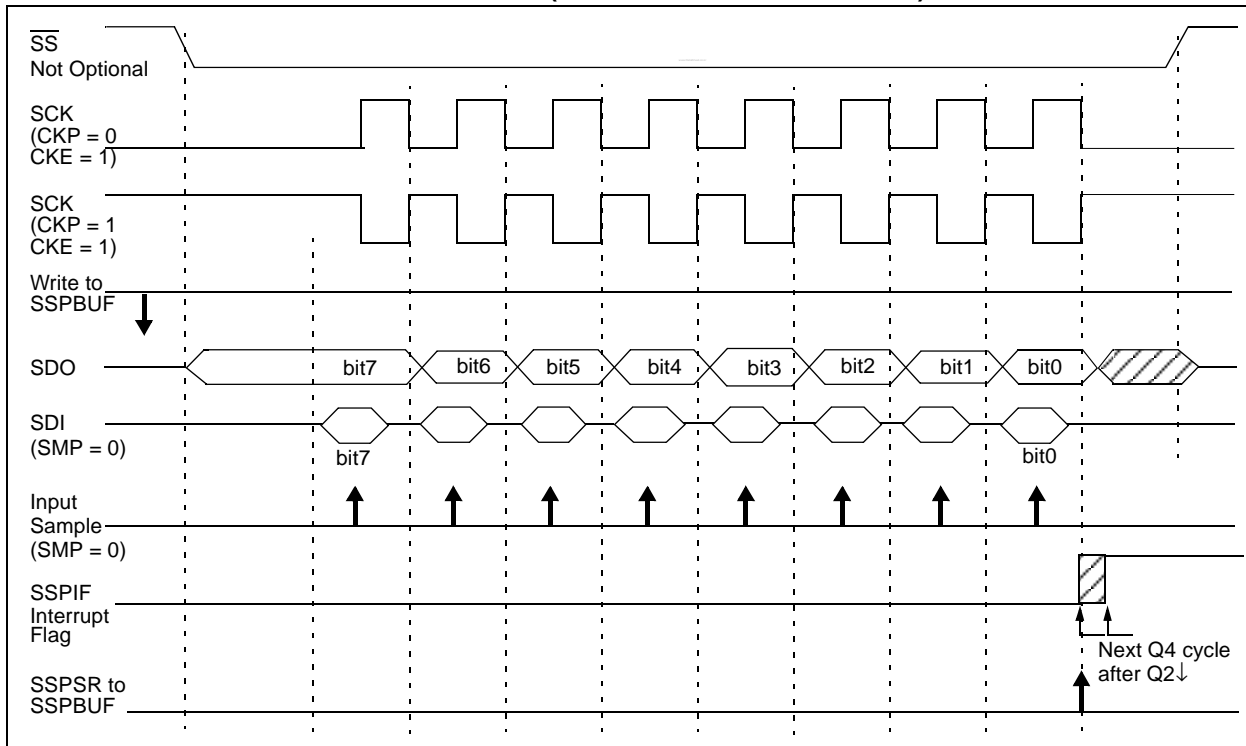 SS
Not Optional
SCK
(CKP = 0
CKE = 1)
SCK
(CKP = 1
CKE = 1)
Write to
SSPBUF
SDO
bit7 bit6 bit5 bit4 bit3 bit2 bit1 bit0
SDI
(SMP = 0)
bit7 bit0
Input
Sample
(SMP = 0)
SSPIF
Interrupt
Flag
Next Q4 cycle
after Q2↓
SSPSR to
SSPBUF